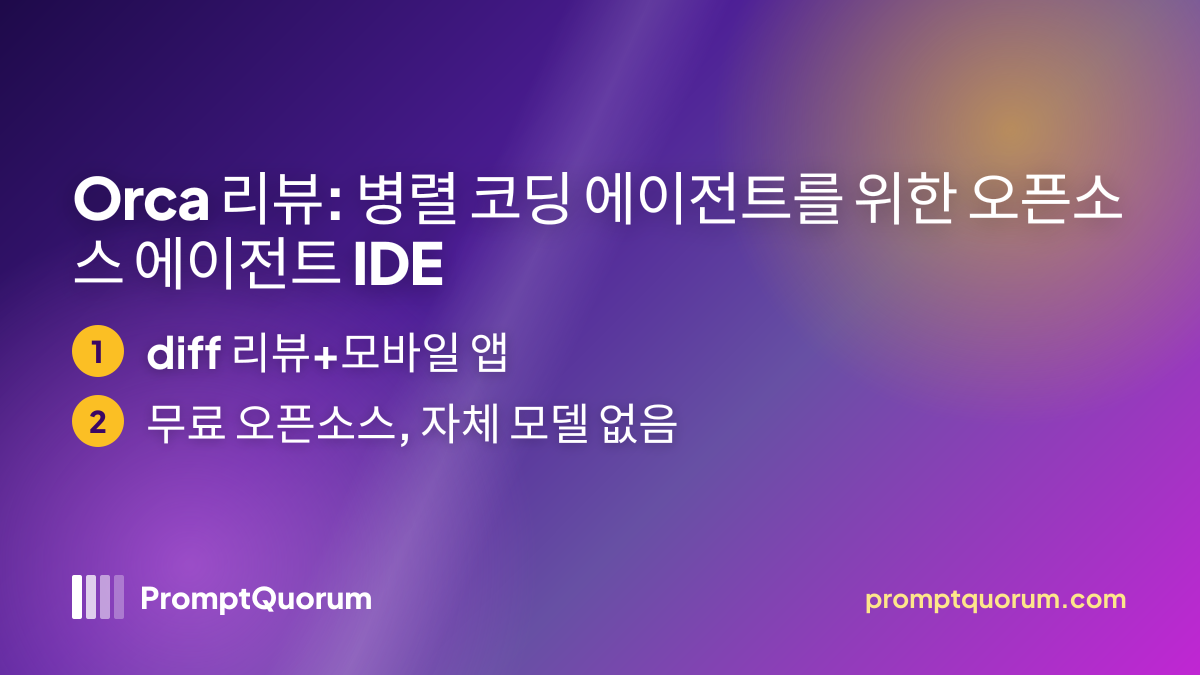 Orca 리뷰: 병렬 코딩 에이전트를 위한 오픈소
스 에이전트 IDE
1 diff 리뷰+모바일 앱
2 무료 오픈소스, 자체 모델 없음
PromptQuorum
promptquorum.com